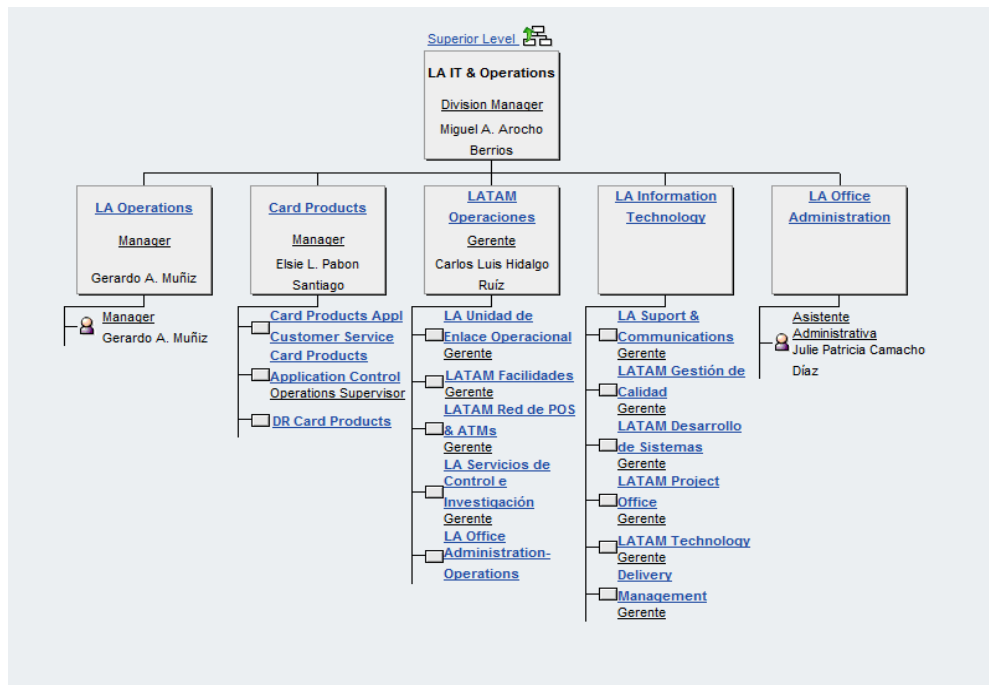 Superior Level
LA IT & Operations
Division Manager
Miguel A. Arocho
Berrios
LA Operations
Manager
Gerardo A. Muñiz
Manager
Gerardo A. Muñiz
Card Products
Manager
Elsie L. Pabon
Santiago
Card Products Appl
Customer Service
Card Products
Application Control
Operations Supervisor
DR Card Products
LATAM
Operaciones
Gerente
Carlos Luis Hidalgo
Ruíz
LA Unidad de
Enlace Operacional
Gerente
LATAM Facilidades
Gerente
LATAM Red de POS
& ATMs
Gerente
LA Servicios de
Control e
Investigación
Gerente
LA Office
Administration-
Operations
LA Information
Technology
LA Suport &
Communications
Gerente
LATAM Gestión de
Calidad
Gerente
LATAM Desarrollo
de Sistemas
Gerente
LATAM Project
Office
Gerente
LATAM Technology
Gerente
Delivery
Management
Gerente
LA Office
Administration
Asistente
Administrativa
Julie Patricia Camacho
Díaz